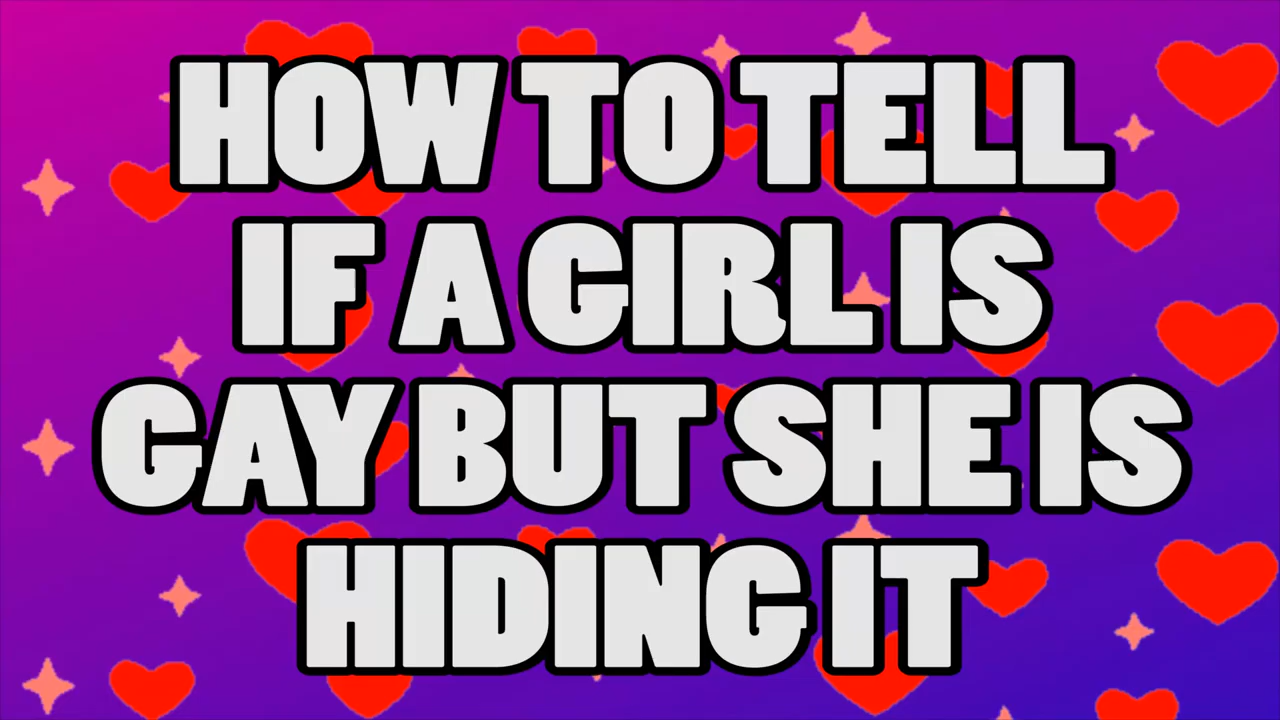 HOW TO TELL
IF A GIRL IS
GAY BUT SHE IS
HIDING IT